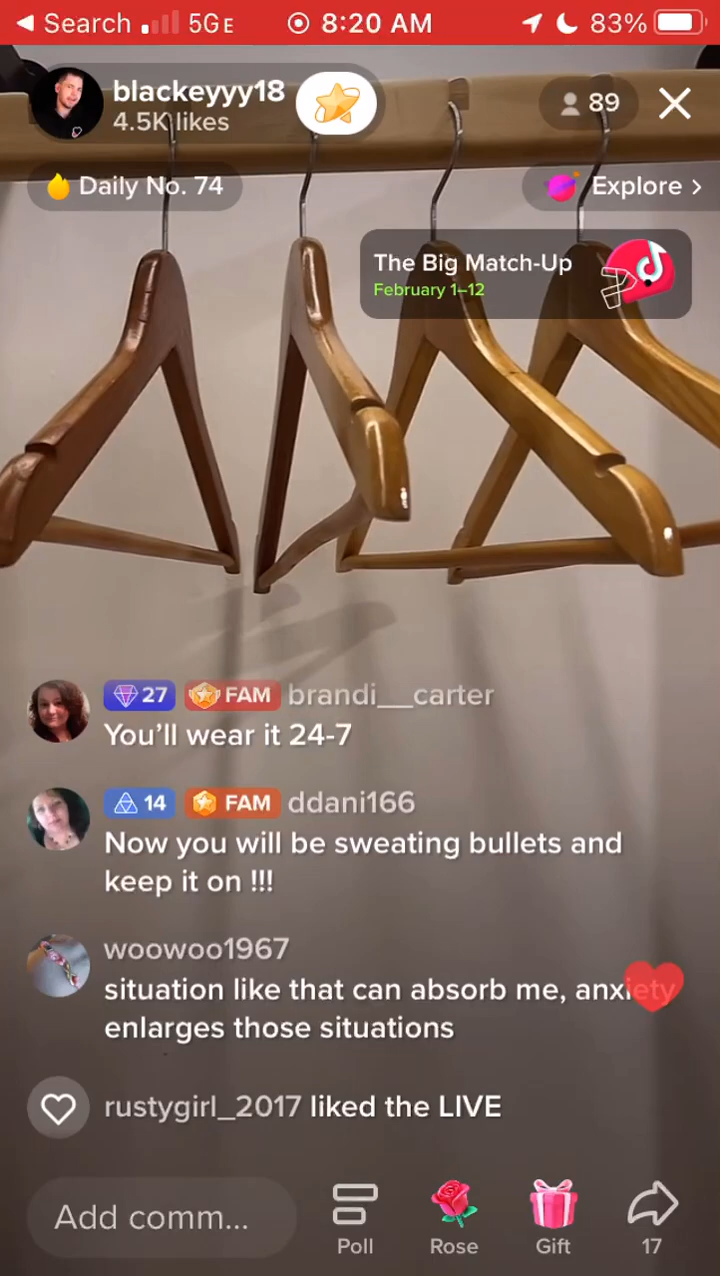 Search 5GE 8:20 AM 83%
blackeyyy18
4.5K likes
89
Daily No. 74
Explore >
The Big Match-Up
February 1–12
27 FAM brandi__carter
You'll wear it 24-7
14 FAM ddani166
Now you will be sweating bullets and
keep it on !!!
woowoo1967
situation like that can absorb me, anxiety
enlarges those situations
rustygirl_2017 liked the LIVE
Add comm...
Poll
Rose
Gift
17